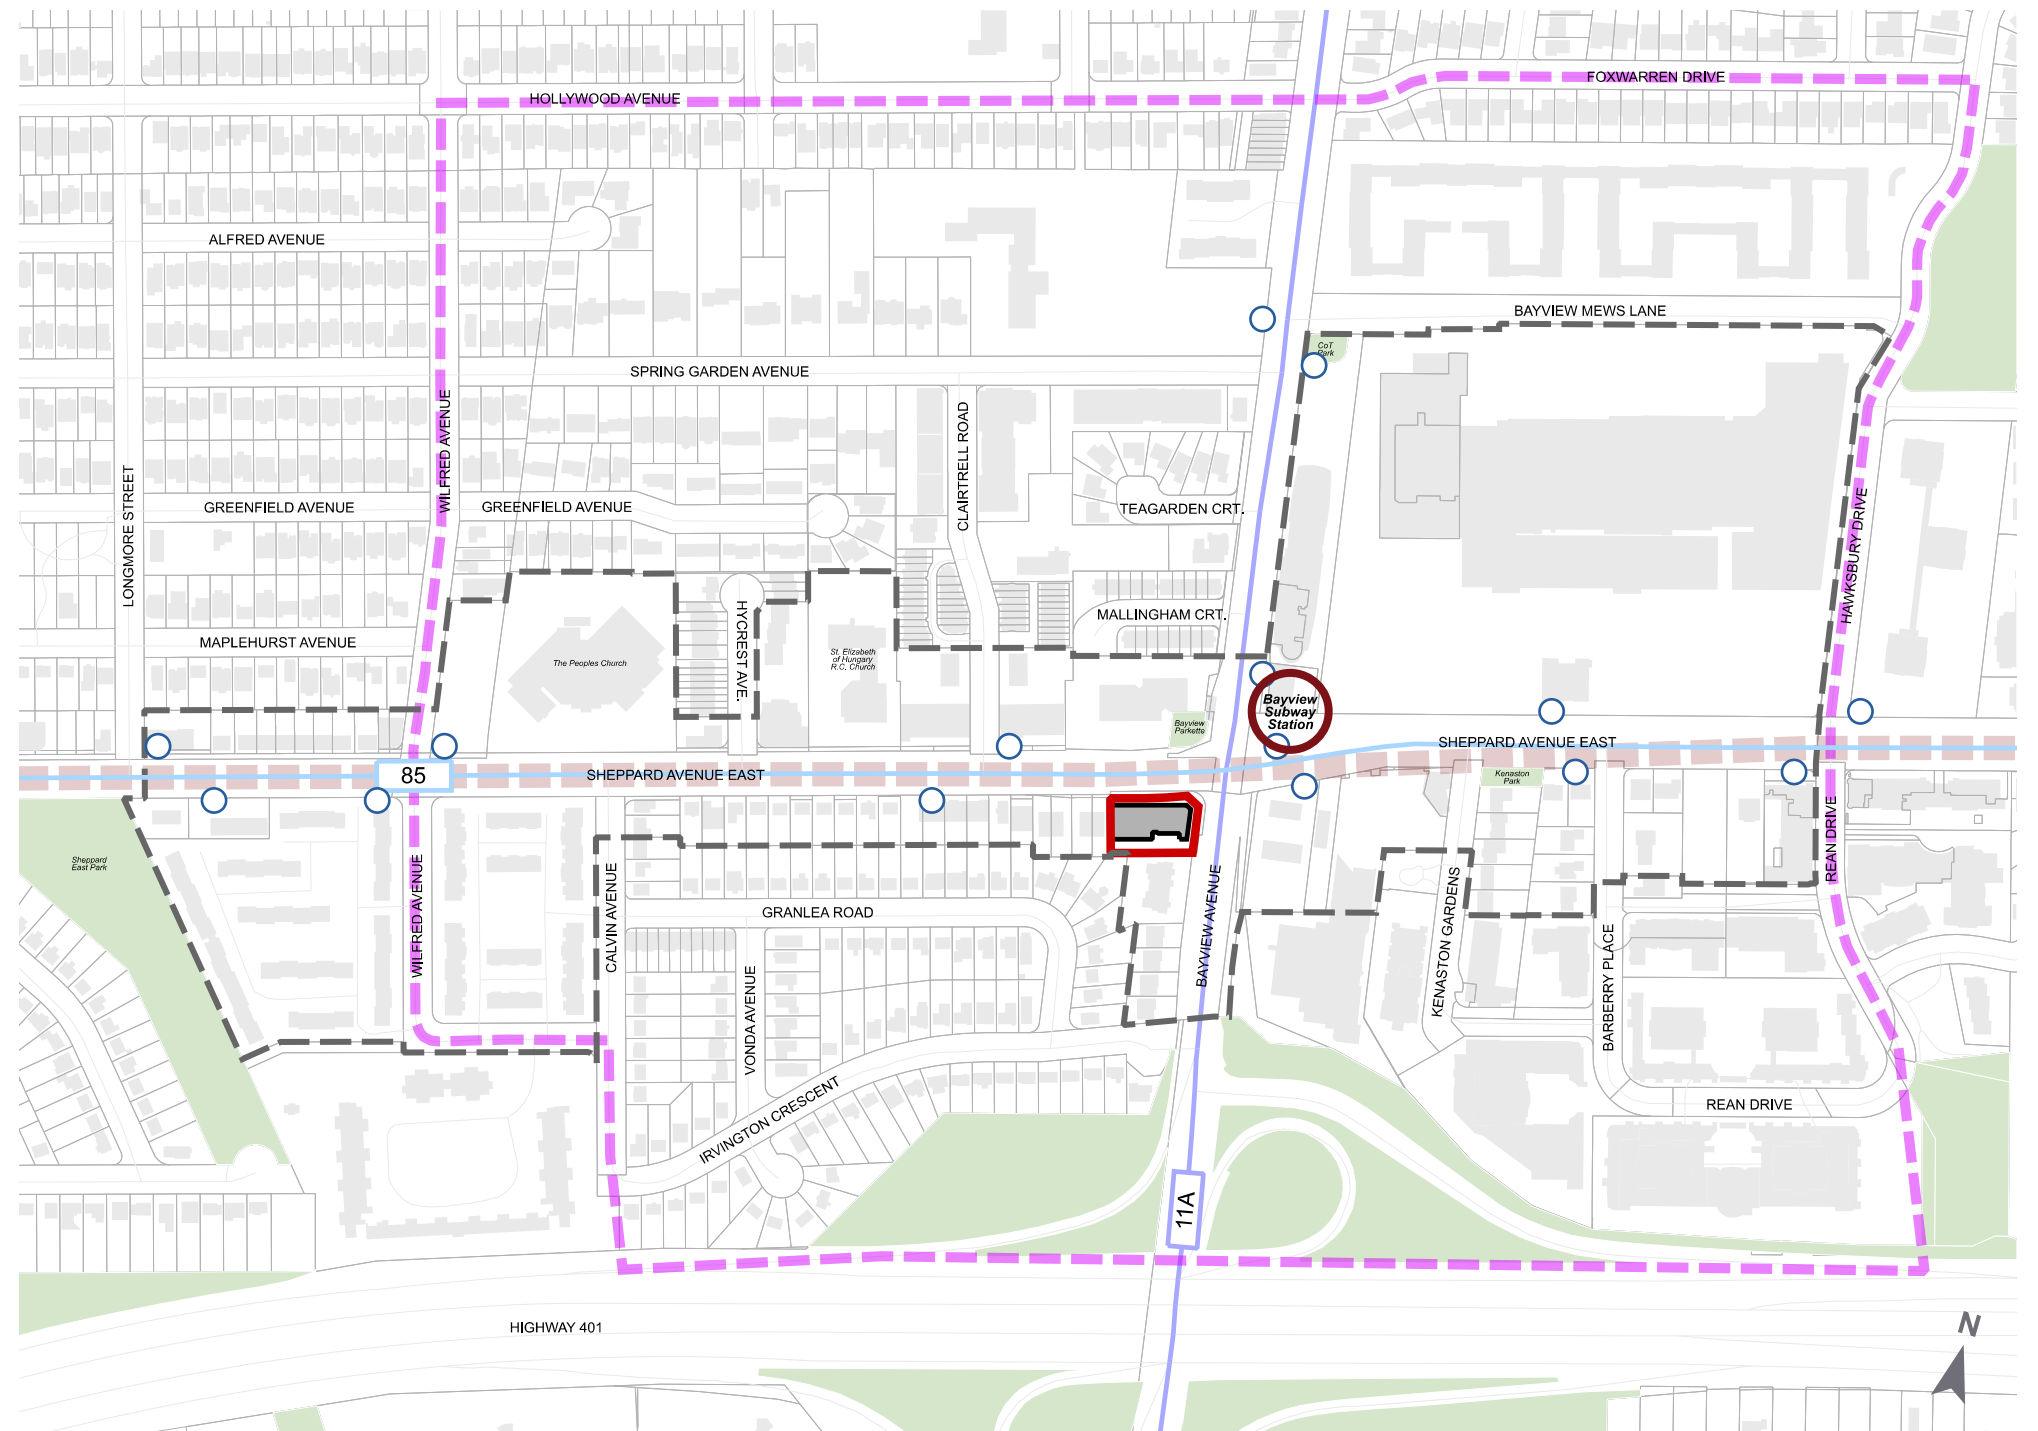 FOXWARREN DRIVE
HOLLYWOOD AVENUE
ALFRED AVENUE
BAYVIEW MEWS LANE
CoT
Park
SPRING GARDEN AVENUE
WILFRED AVENUE
CLAIRTRELL ROAD
LONGMORE STREET
GREENFIELD AVENUE
GREENFIELD AVENUE
TEAGARDEN CRT.
HAWKSBURY DRIVE
MALLINGHAM CRT.
HYCREST AVE.
MAPLEHURST AVENUE
The Peoples Church
St. Elizabeth
of Hungary
R.C. Church
Bayview
Subway
Station
Bayview
Parkette
SHEPPARD AVENUE EAST
85
SHEPPARD AVENUE EAST
Kenaston
Park
REAN DRIVE
Sheppard
East Park
WILFRED AVENUE
CALVIN AVENUE
GRANLEA ROAD
BAYVIEW AVENUE
KENASTON GARDENS
BARBERRY PLACE
VONDA AVENUE
IRVINGTON CRESCENT
REAN DRIVE
11A
HIGHWAY 401
N